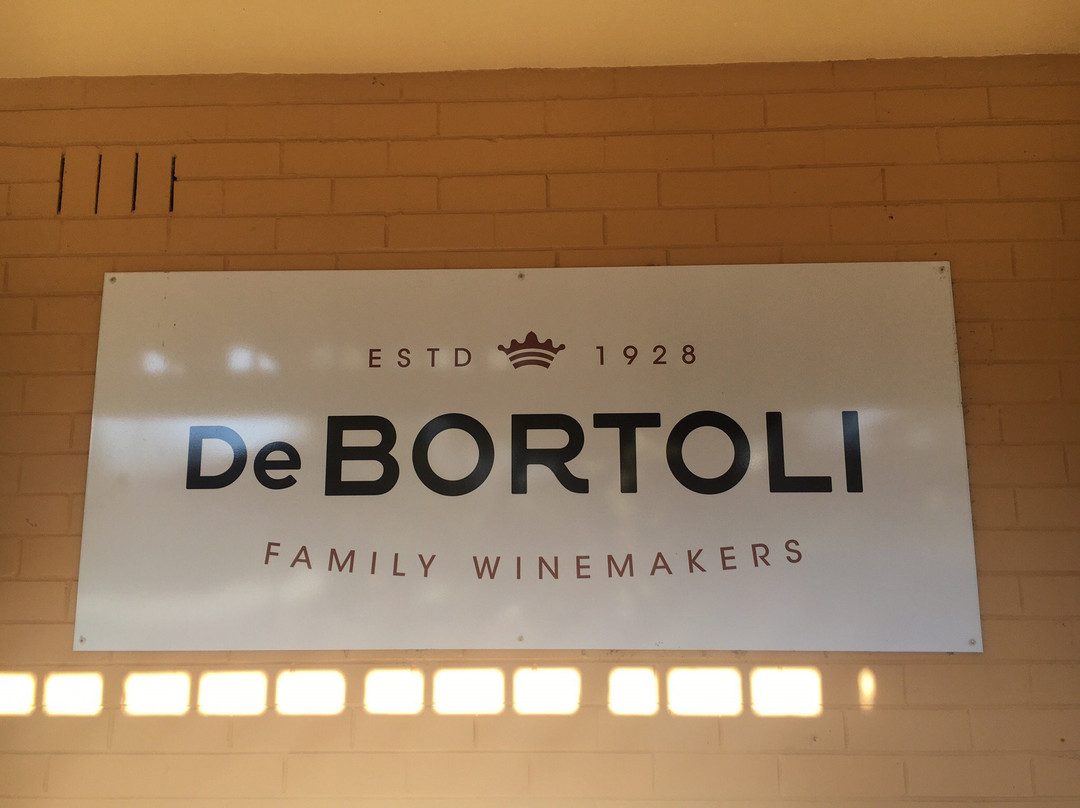 ESTD 1928
De BORTOLI
FAMILY WINEMAKERS